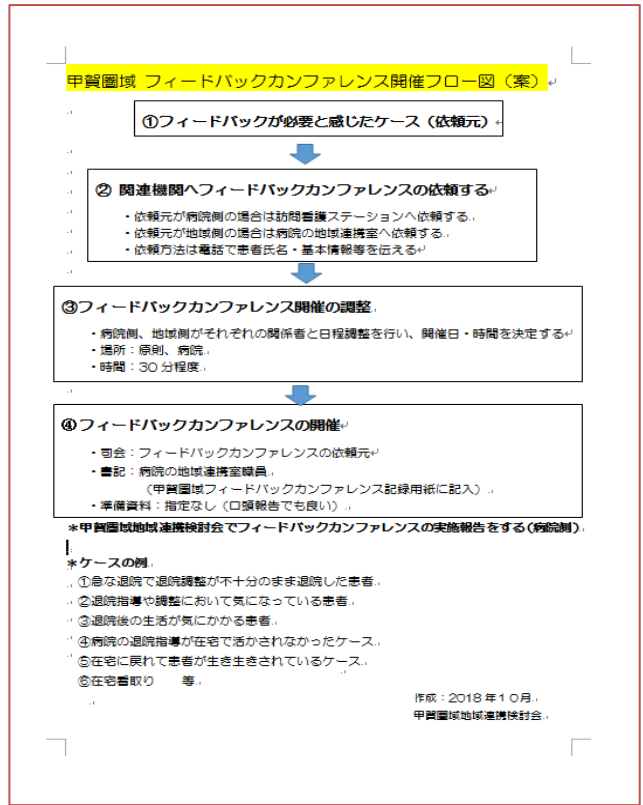 甲賀圏域 フィードバックカンファレンス開催フロー図（案）
①フィードバックが必要と感じたケース（依頼元）
② 関連機関へフィードバックカンファレンスの依頼する
・依頼元が病院側の場合は訪問看護ステーションへ依頼する
・依頼元が地域側の場合は病院の地域連携室へ依頼する
・依頼方法は電話で患者氏名・基本情報等を伝える
③フィードバックカンファレンス開催の調整
・病院側、地域側がそれぞれの関係者と日程調整を行い、開催日・時間を決定する
・場所：原則、病院
・時間：30分程度
④フィードバックカンファレンスの開催
・司会：フィードバックカンファレンスの依頼元
・書記：病院の地域連携室職員
（甲賀圏域フィードバックカンファレンス記録用紙に記入）
・準備資料：指定なし（口頭報告でも良い）
＊甲賀圏域地域連携検討会でフィードバックカンファレンスの実施報告をする（病院側）
＊ケースの例
①急な退院で退院調整が不十分のまま退院した患者
②退院指導や調整において気になっている患者
③退院後の生活が気にかかる患者
④病院の退院指導が在宅で活かされなかったケース
⑤在宅に戻れて患者が生き生きされているケース
⑥在宅看取り　　等
作成：2018年10月
甲賀圏域地域連携検討会